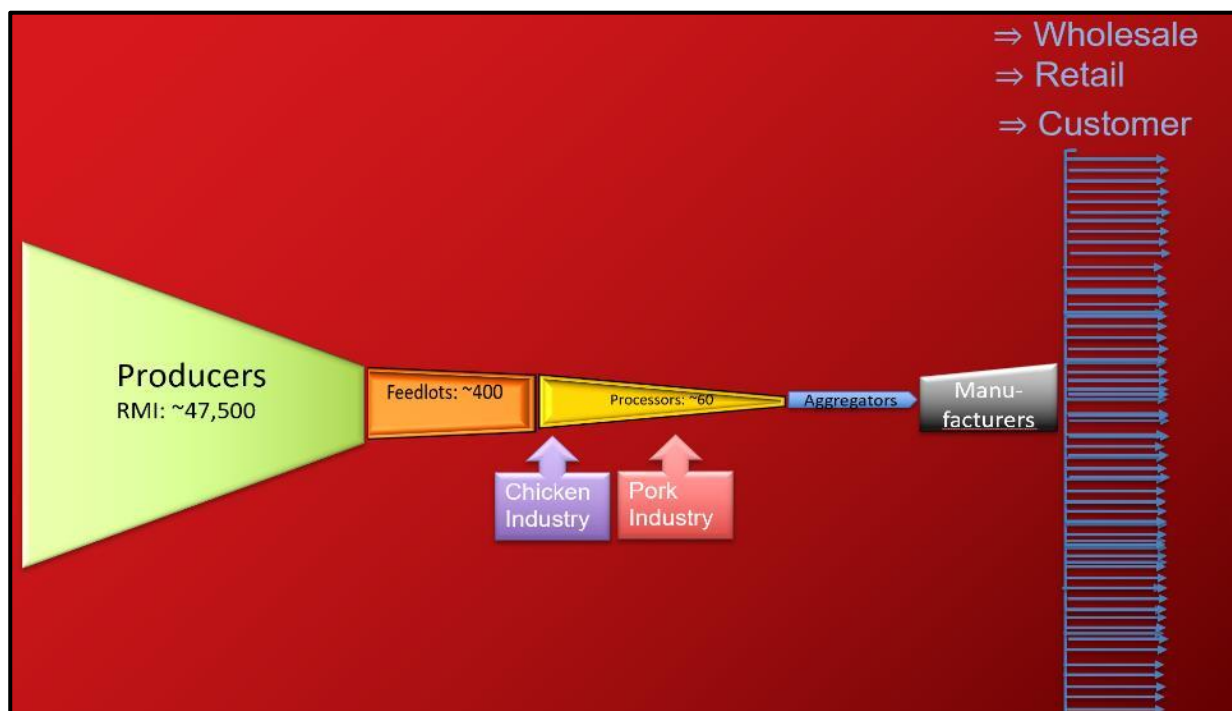 ⇒ Wholesale
⇒ Retail
⇒ Customer
Producers
RMI: ~47,500
Feedlots: ~400
Processors: ~60
Aggregators
Manu-
facturers
Chicken
Industry
Pork
Industry